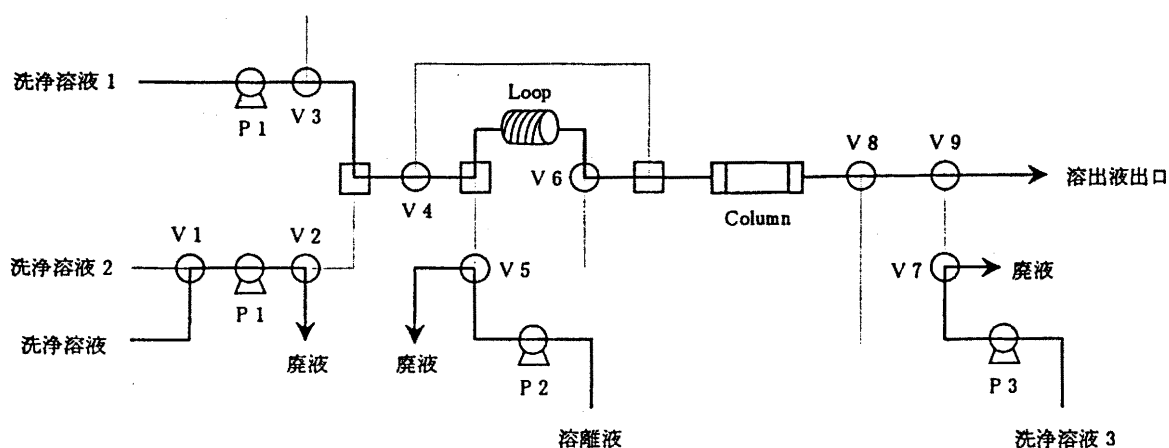 洗浄溶液 1
P 1
V 3
Loop
V 4
V 6
Column
V 8
V 9
溶出液出口
V 1
V 2
洗浄溶液 2
P 1
洗浄溶液
廃液
廃液
V 5
P 2
溶離液
V 7
廃液
P 3
洗浄溶液 3